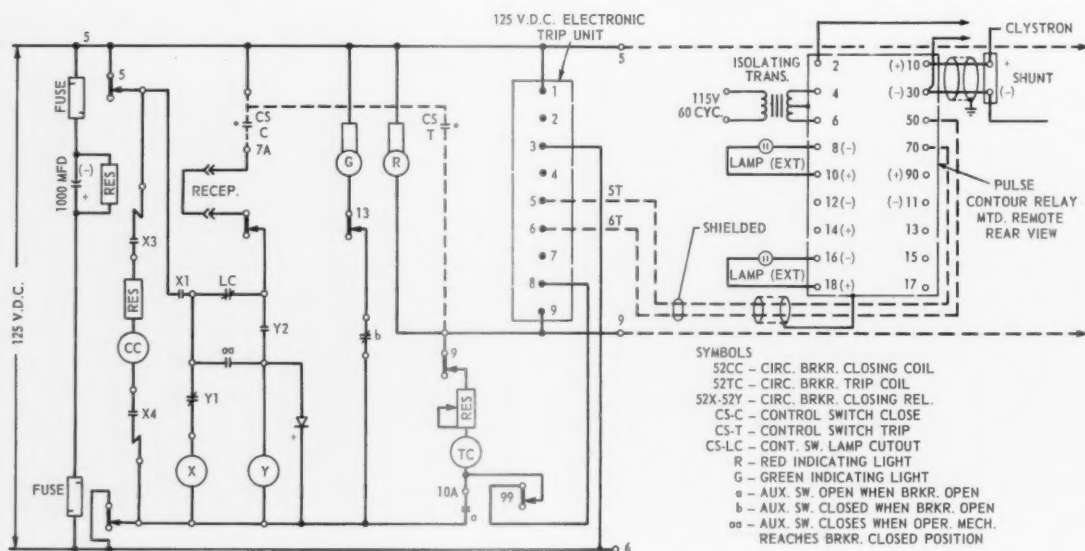 125 V.D.C. ELECTRONIC
TRIP UNIT
CLYSTRON
5
5
5
FUSE
1000 MFD
(-)
+
RES
CS
C
7A
CS
T
RECEP.
G
R
13
1
2
3
4
5
6
7
8
9
5T
6T
SHIELDED
ISOLATING
TRANS.
115V
60 CYC.
LAMP (EXT)
LAMP (EXT)
2
4
6
8 (-)
10 (+)
12 (-)
14 (+)
16 (-)
18 (+)
(+) 10
(-) 30
50
70
(+) 90
(-) 11
13
15
17
+
SHUNT
(-)
PULSE
CONTOUR RELAY
MTD. REMOTE
REAR VIEW
125 V.D.C.
X3
RES
CC
X4
X1
LC
Y2
aa
Y1
+
X
Y
b
9
9
RES
TC
10A
a
99
FUSE
6
SYMBOLS
52CC – CIRC. BRKR. CLOSING COIL
52TC – CIRC. BRKR. TRIP COIL
52X-52Y – CIRC. BRKR. CLOSING REL.
CS-C – CONTROL SWITCH CLOSE
CS-T – CONTROL SWITCH TRIP
CS-LC – CONT. SW. LAMP CUTOUT
R – RED INDICATING LIGHT
G – GREEN INDICATING LIGHT
a – AUX. SW. OPEN WHEN BRKR. OPEN
b – AUX. SW. CLOSED WHEN BRKR. OPEN
aa – AUX. SW. CLOSES WHEN OPER. MECH.
REACHES BRKR. CLOSED POSITION